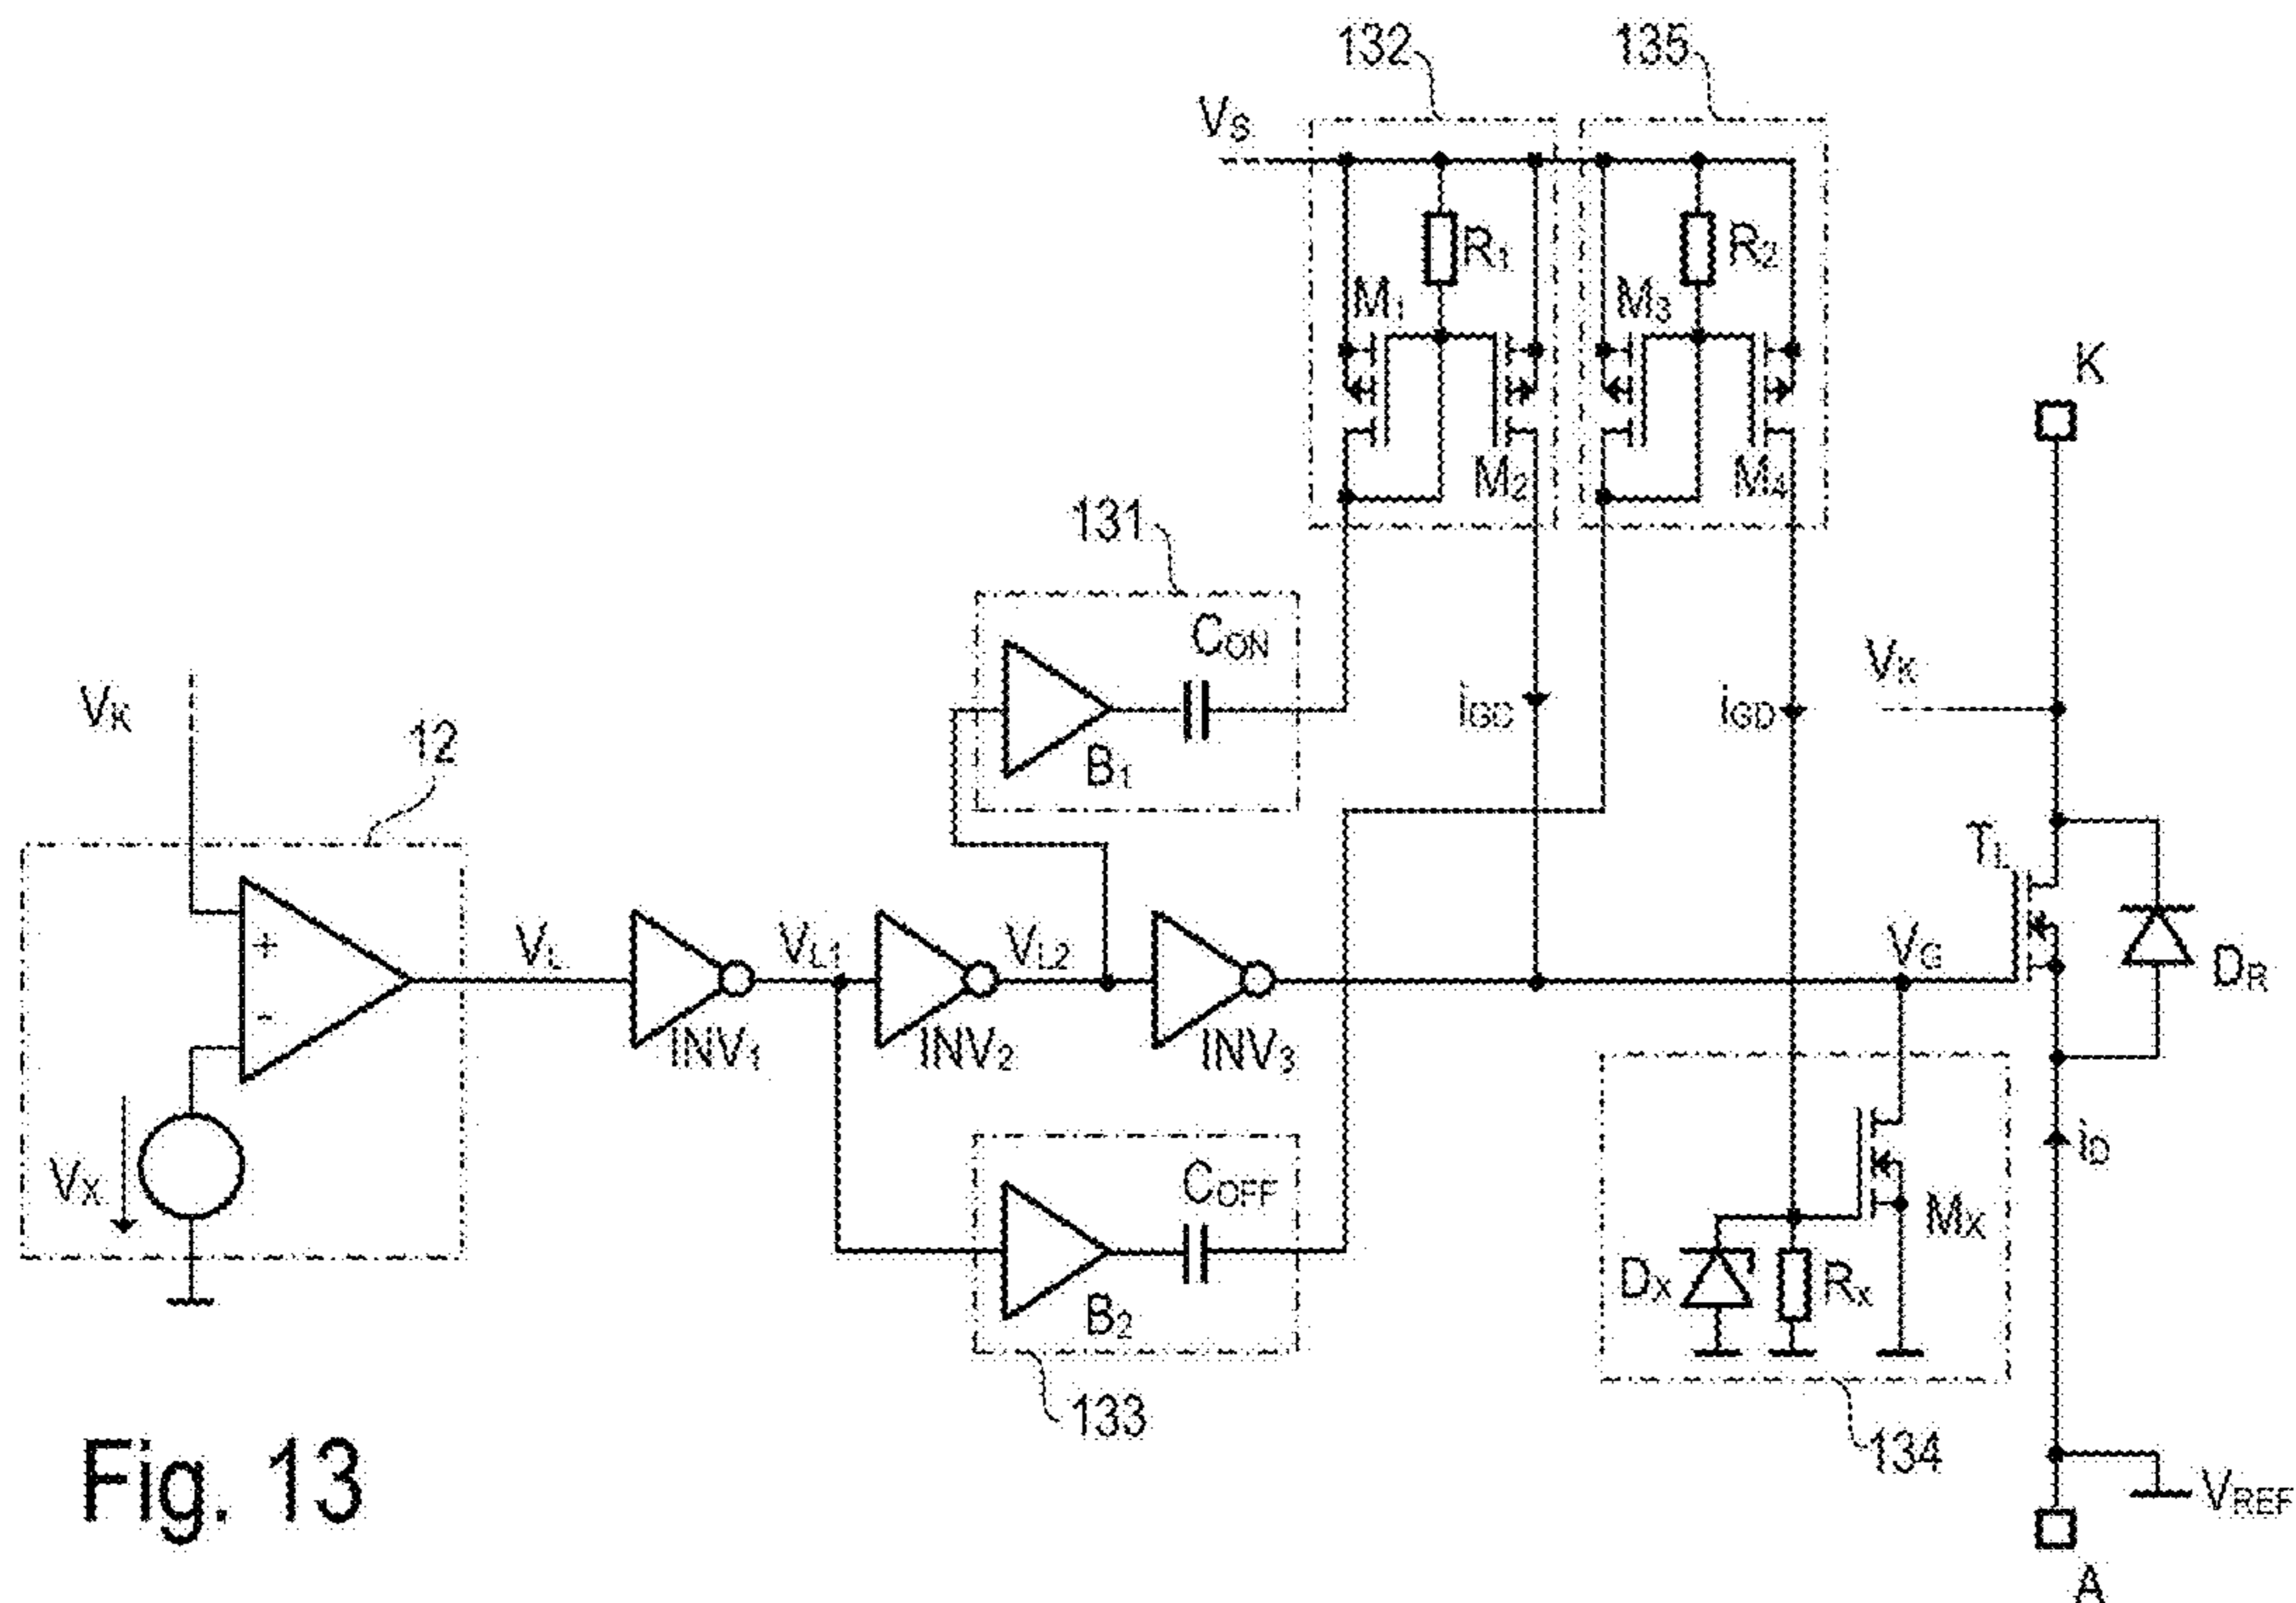 132
135
VS
R1
R2
M1
M3
K
M2
M4
131
CON
VK
iGC
iGD
VK
12
B1
TL
VL
VL1
VL2
VG
+
-
DR
INV1
INV2
INV3
VX
COFF
iD
MX
DX
RX
B2
133
134
Fig. 13
VREF
A